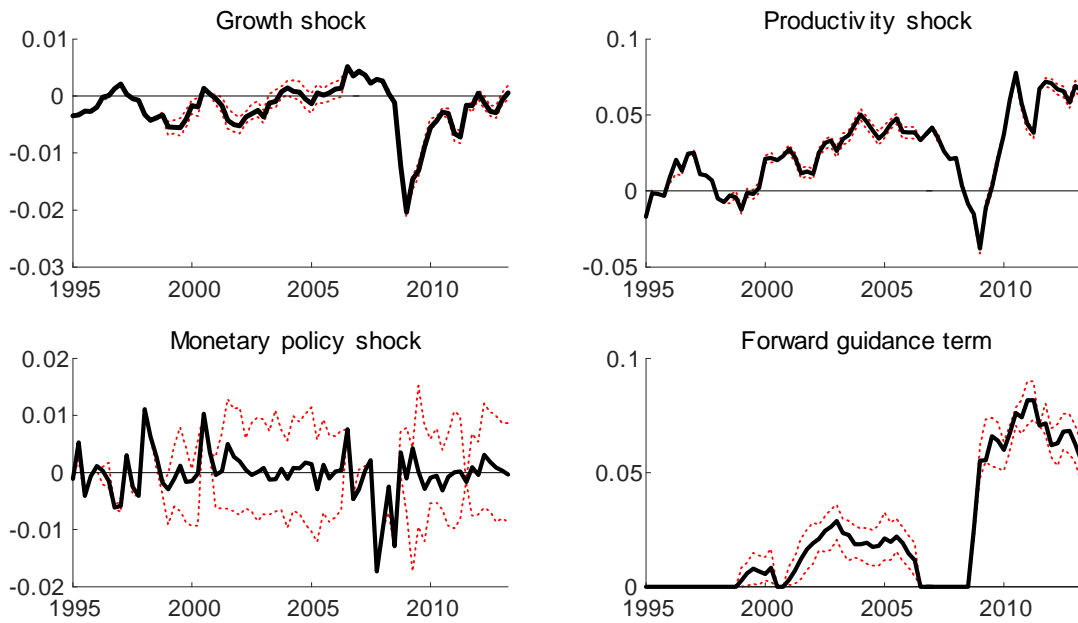 Growth shock
0.01
0
-0.01
-0.02
-0.03
1995 2000 2005 2010
Productivity shock
0.1
0.05
0
-0.05
1995 2000 2005 2010
Monetary policy shock
0.02
0.01
0
-0.01
-0.02
1995 2000 2005 2010
Forward guidance term
0.1
0.05
0
1995 2000 2005 2010